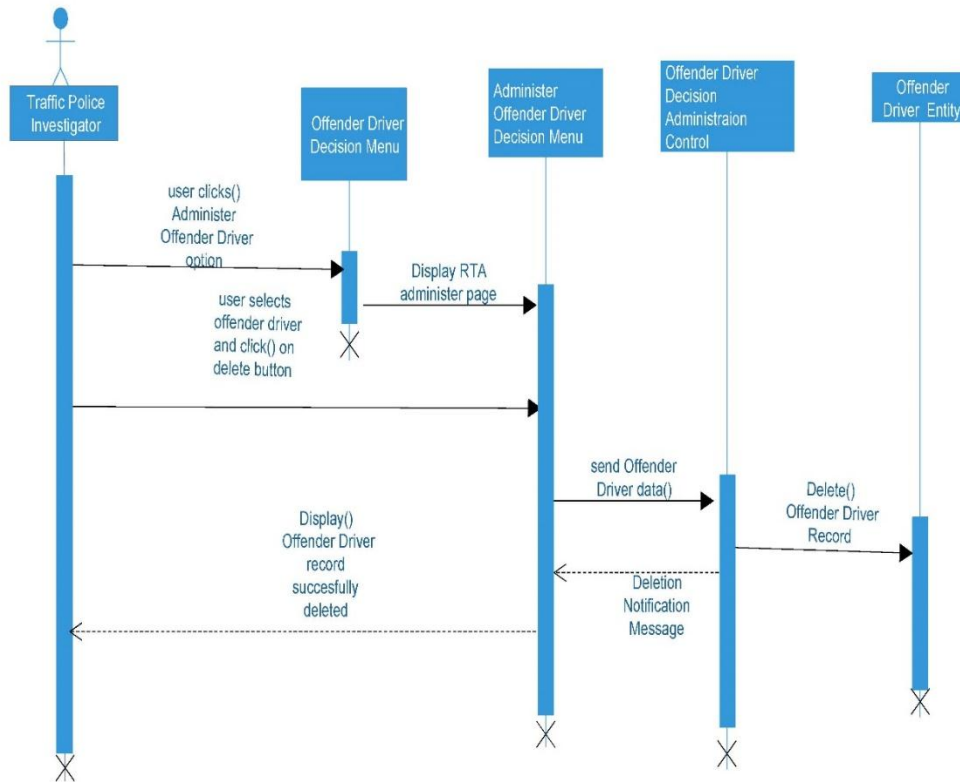 Traffic Police
Investigator
Offender Driver
Decision Menu
Administer
Offender Driver
Decision Menu
Offender Driver
Decision
Administraion
Control
Offender
Driver Entity
user clicks()
Administer
Offender Driver
option
Display RTA
administer page
user selects
offender driver
and click() on
delete button
send Offender
Driver data()
Delete()
Offender Driver
Record
Deletion
Notification
Message
Display()
Offender Driver
record
succesfully
deleted